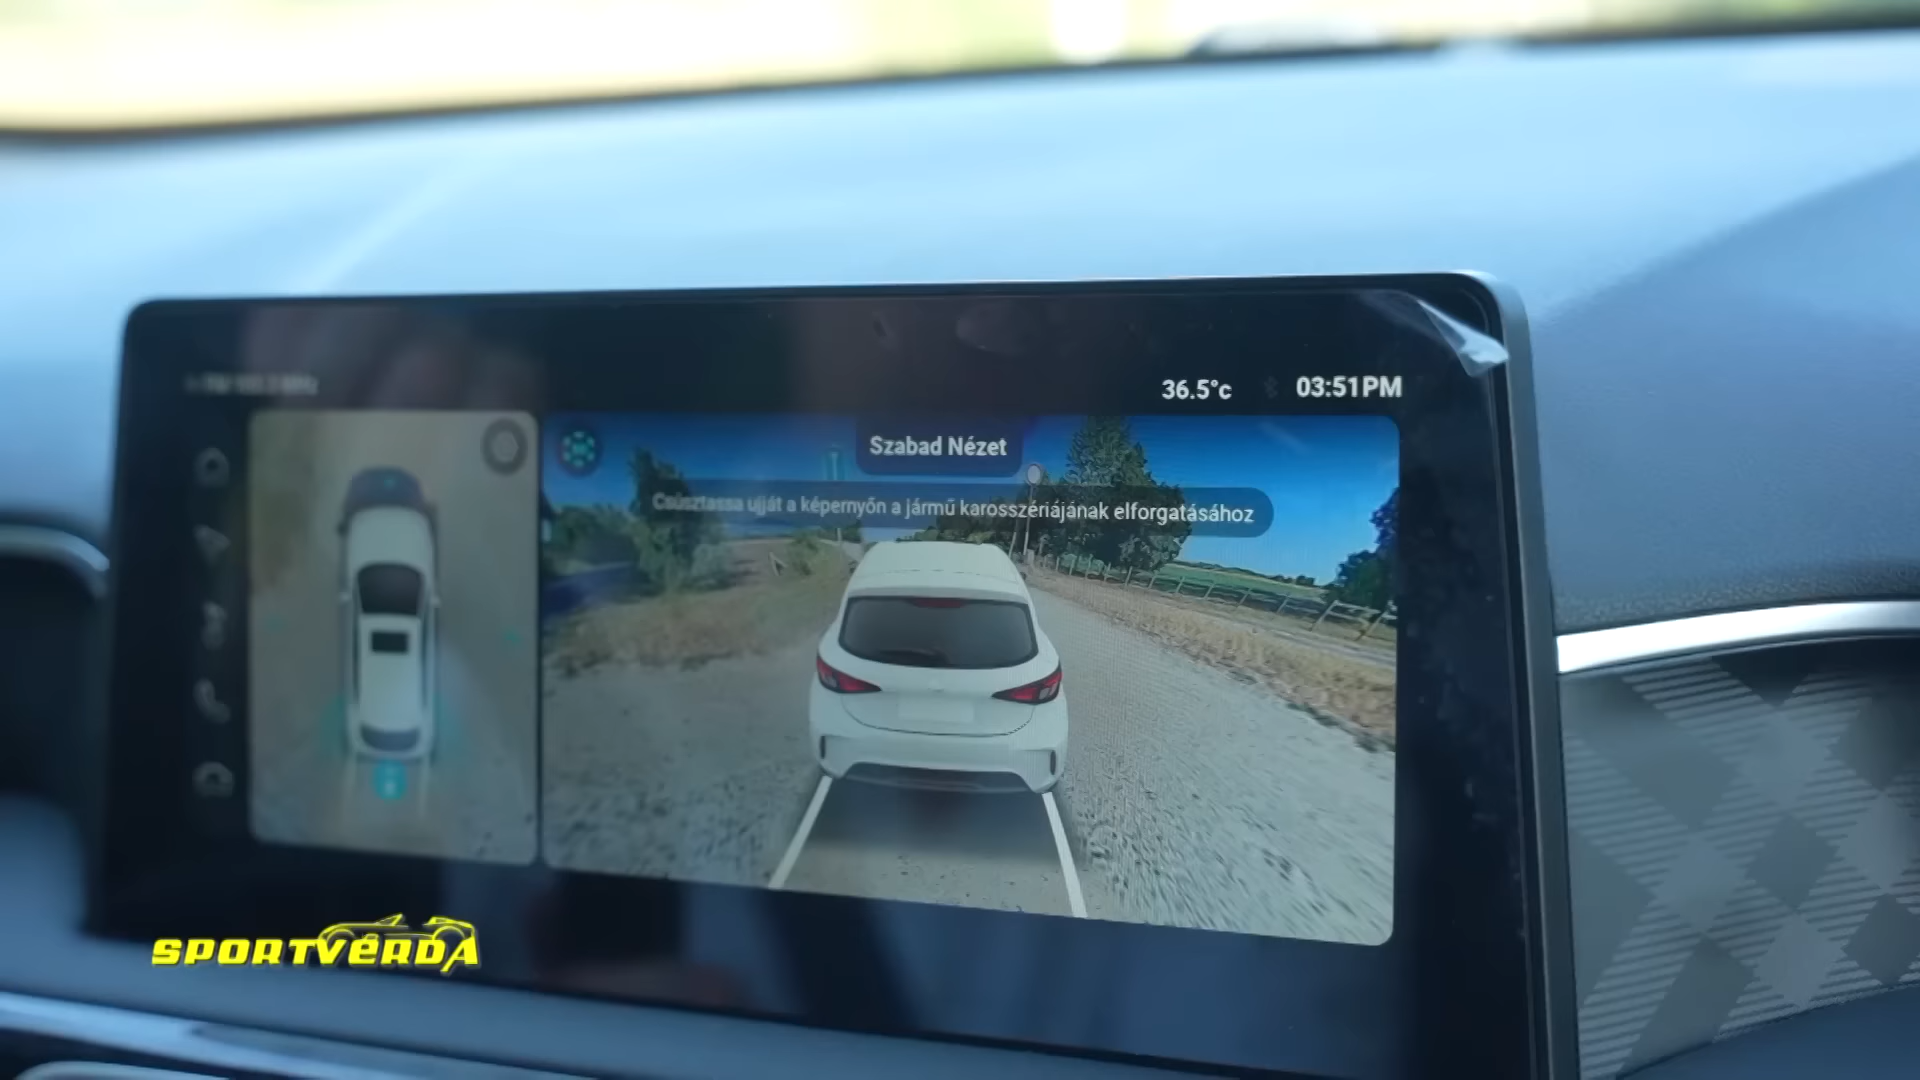 36.5°c 03:51PM
Szabad Nézet
Csúsztassa ujját a képernyőn a jármű karosszériájának elforgatásához
SPORTVERDA